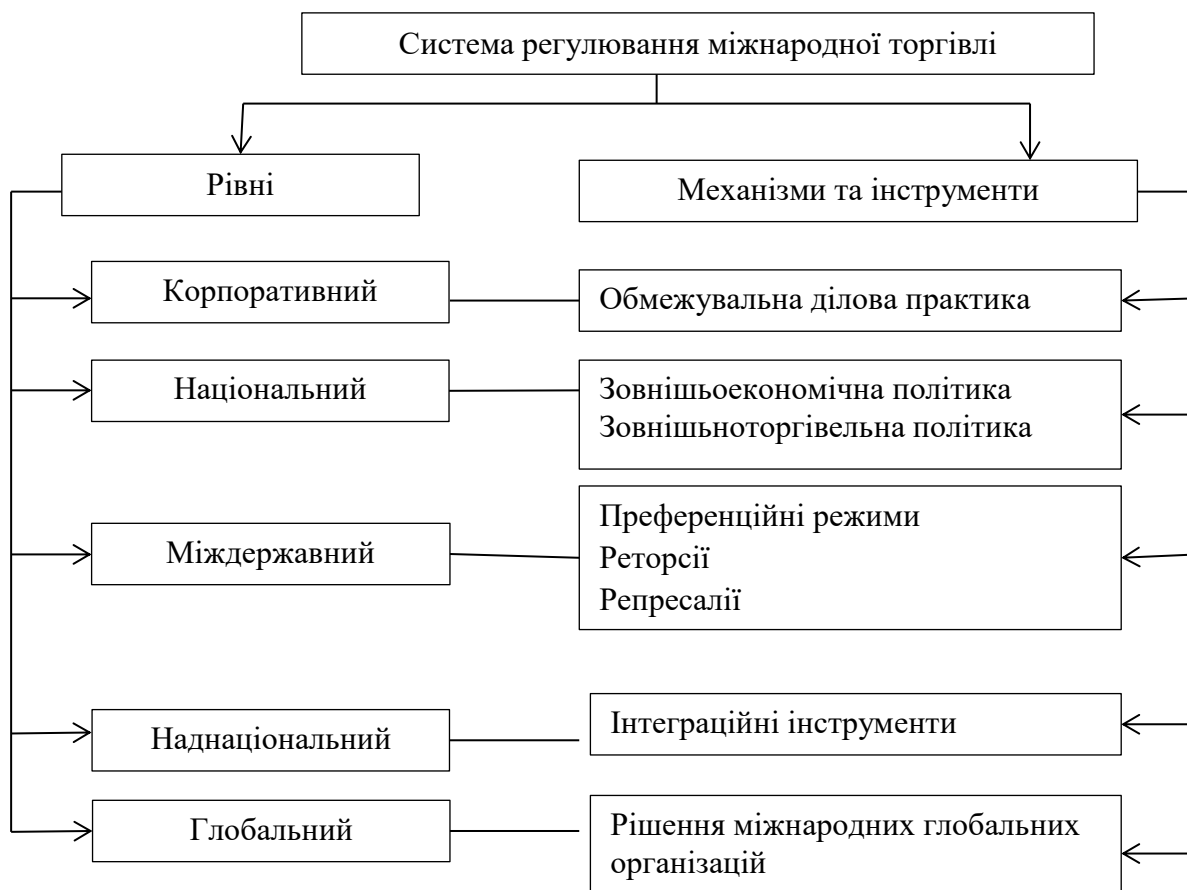 Система регулювання міжнародної торгівлі
Рівні
Механізми та інструменти
Корпоративний
Обмежувальна ділова практика
Національний
Зовнішьоекономічна політика
Зовнішьноторгівельна політика
Міждержавний
Преференційні режими
Реторсії
Репресалії
Наднаціональний
Інтеграційні інструменти
Глобальний
Рішення міжнародних глобальних
організацій